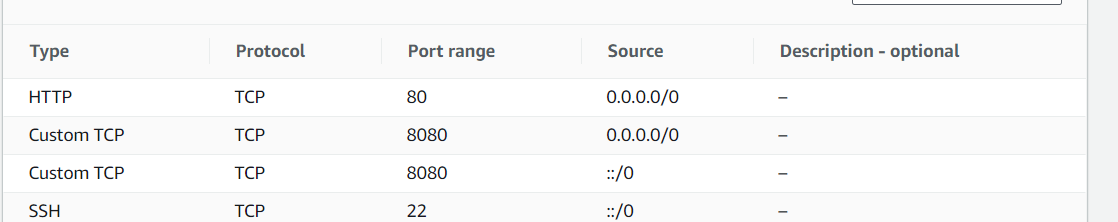 Type Protocol Port range Source Description - optional
HTTP TCP 80 0.0.0.0/0 –
Custom TCP TCP 8080 0.0.0.0/0 –
Custom TCP TCP 8080 ::/0 –
SSH TCP 22 ::/0 –